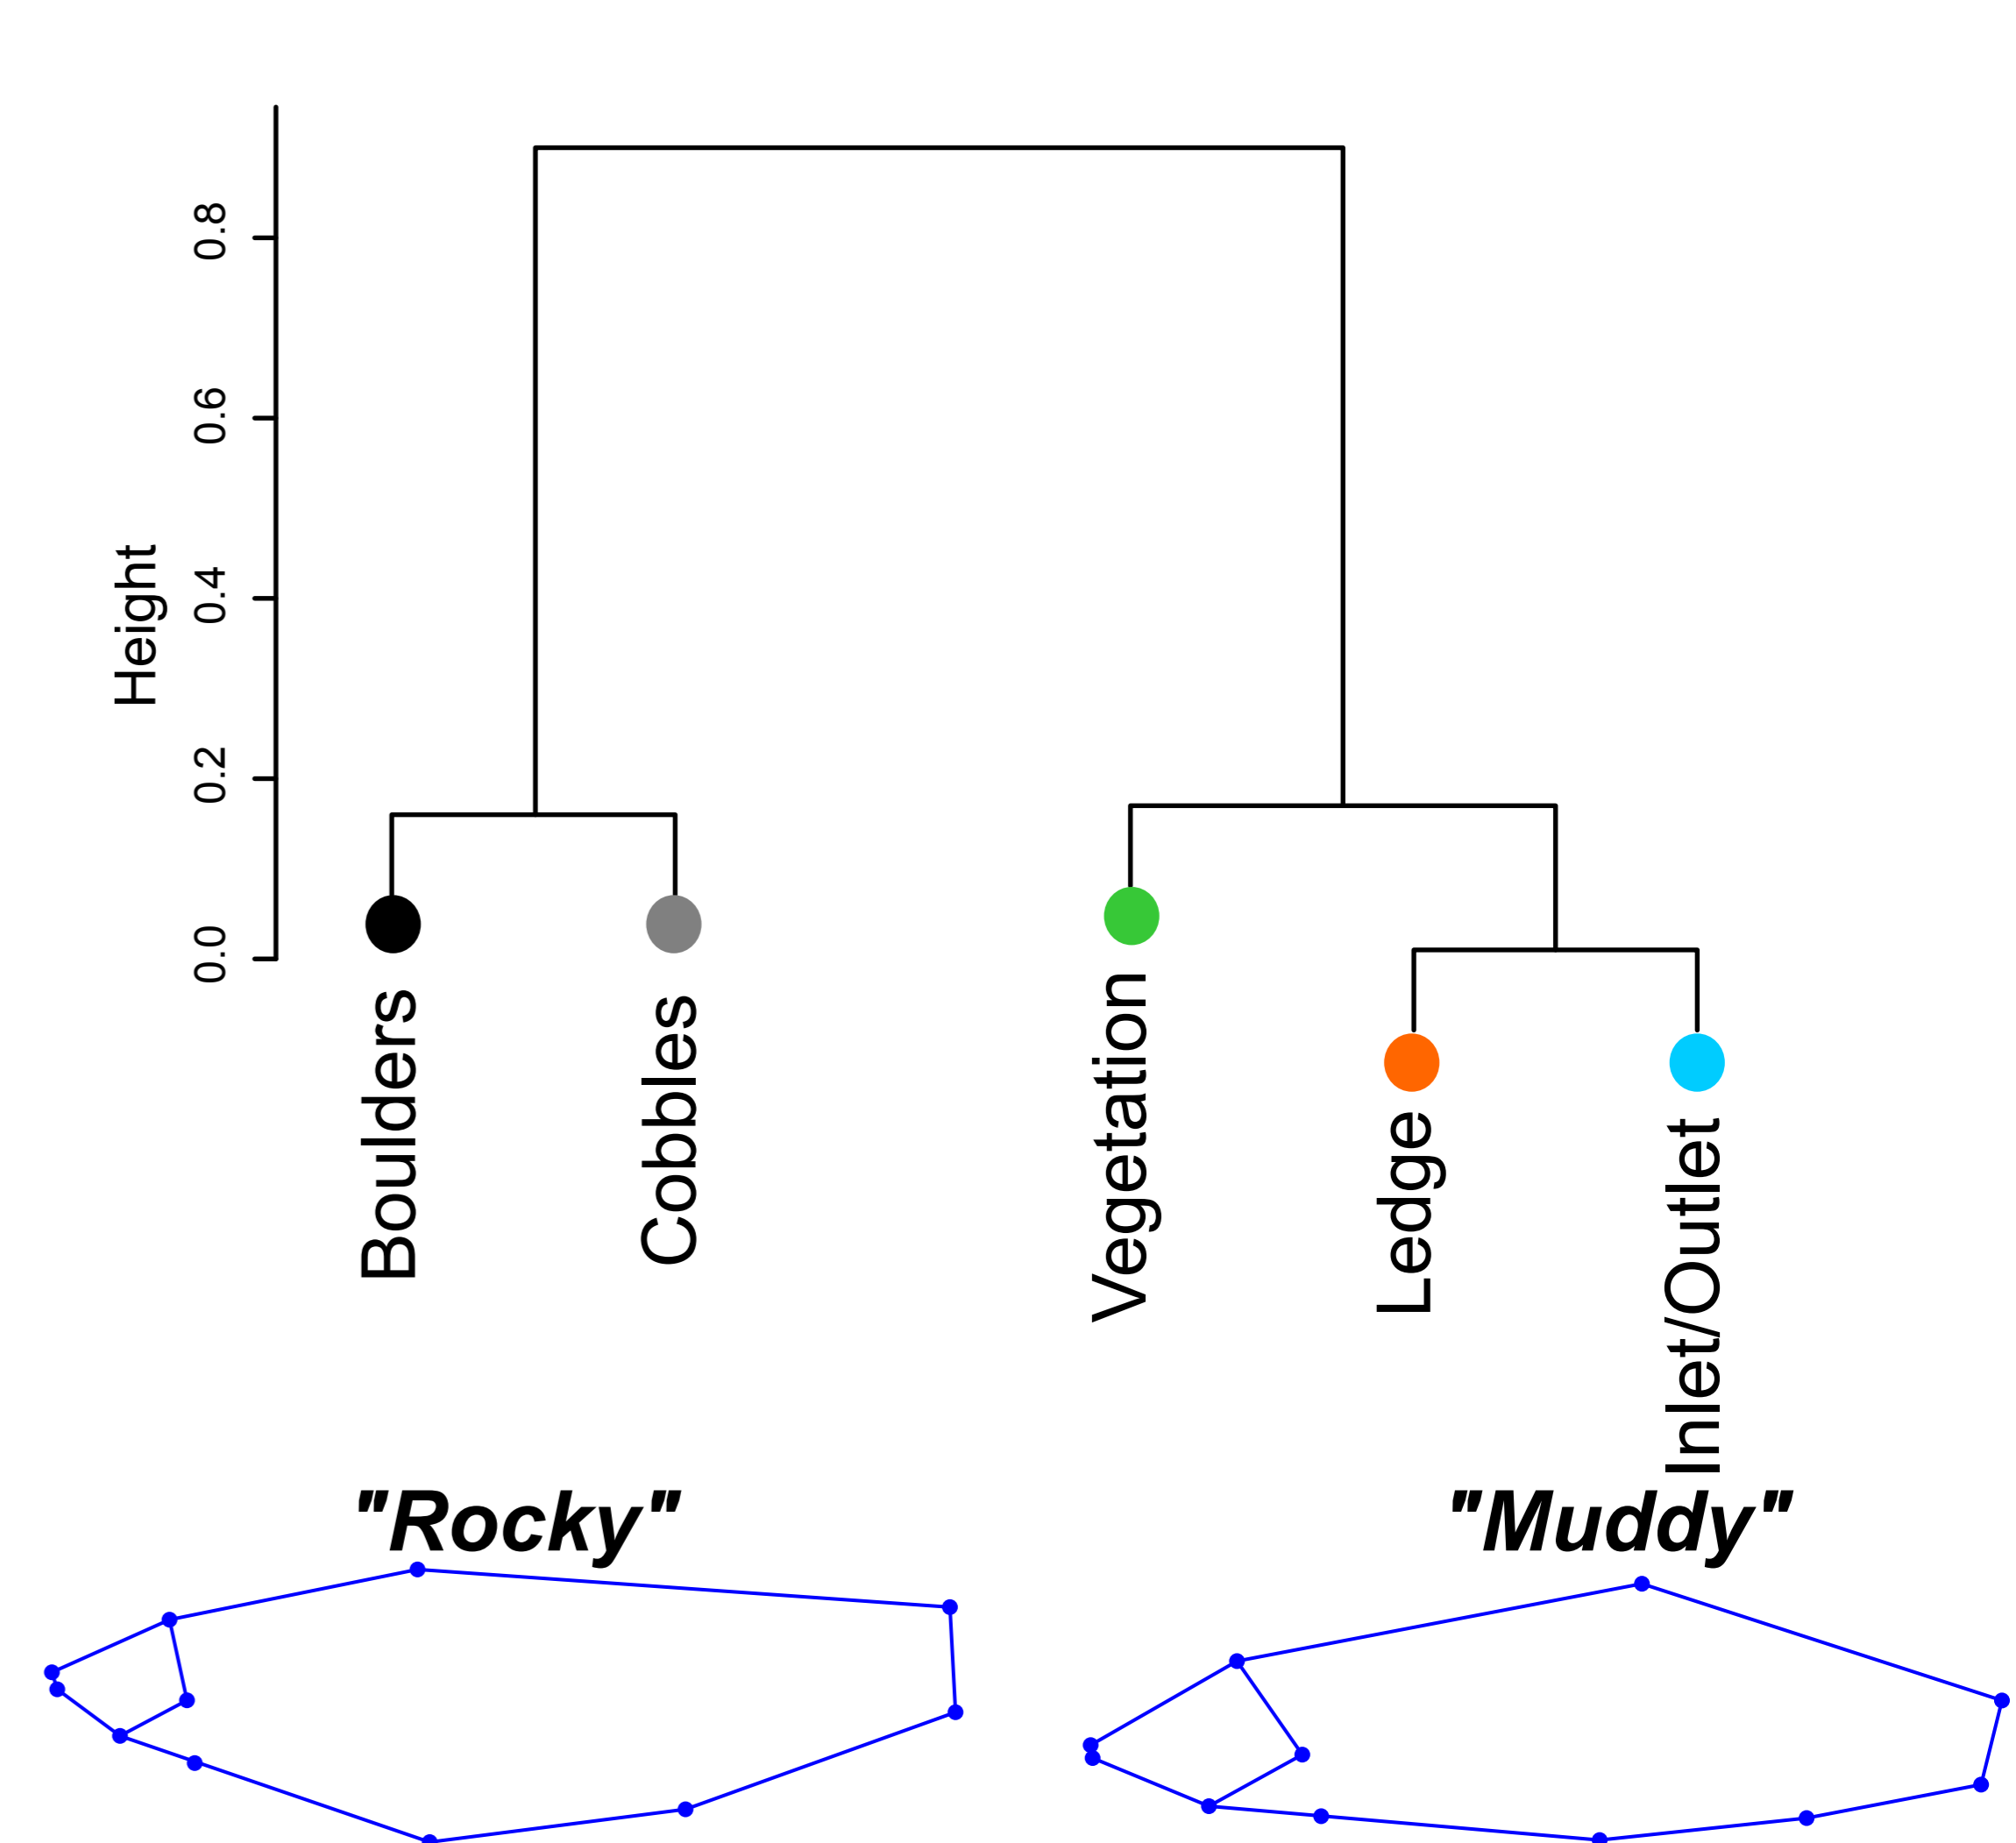 Height
0.8
0.6
0.4
0.2
0.0
Boulders
Cobbles
Vegetation
Ledge
Inlet/Outlet
"Rocky"
"Muddy"